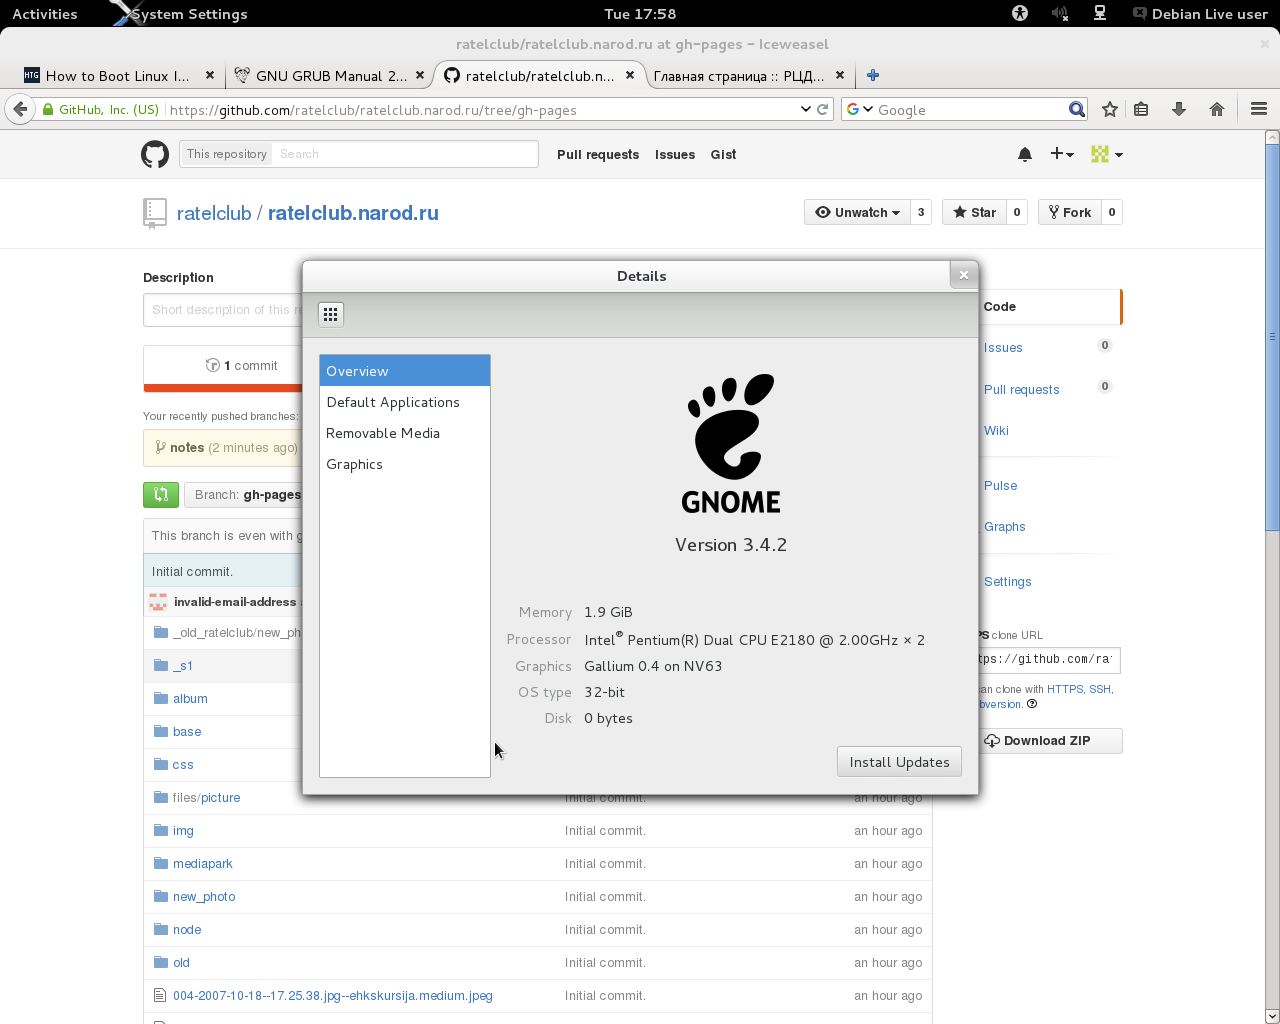 Activities System Settings Tue 17:58 Debian Live user
ratelclub/ratelclub.narod.ru at gh-pages - Iceweasel
HTG How to Boot Linux I... GNU GRUB Manual 2... ratelclub/ratelclub.n... Главная страница :: РЦД...
GitHub, Inc. (US) https://github.com/ratelclub/ratelclub.narod.ru/tree/gh-pages Google
This repository Search Pull requests Issues Gist
ratelclub / ratelclub.narod.ru Unwatch 3 Star 0 Fork 0
Description
Short description of this re
1 commit
Your recently pushed branches:
notes (2 minutes ago)
Branch: gh-pages
This branch is even with g
Initial commit.
invalid-email-address
_old_ratelclub/new_ph
_s1
album
base
css
files/picture Initial commit. an hour ago
img Initial commit. an hour ago
mediapark Initial commit. an hour ago
new_photo Initial commit. an hour ago
node Initial commit. an hour ago
old Initial commit. an hour ago
004-2007-10-18--17.25.38.jpg--ehkskursija.medium.jpeg Initial commit. an hour ago
Details
Overview
Default Applications
Removable Media
Graphics
GNOME
Version 3.4.2
Memory 1.9 GiB
Processor Intel® Pentium(R) Dual CPU E2180 @ 2.00GHz × 2
Graphics Gallium 0.4 on NV63
OS type 32-bit
Disk 0 bytes
Install Updates
Code
Issues 0
Pull requests 0
Wiki
Pulse
Graphs
Settings
PS clone URL
tps://github.com/ra
an clone with HTTPS, SSH,
bversion.
Download ZIP